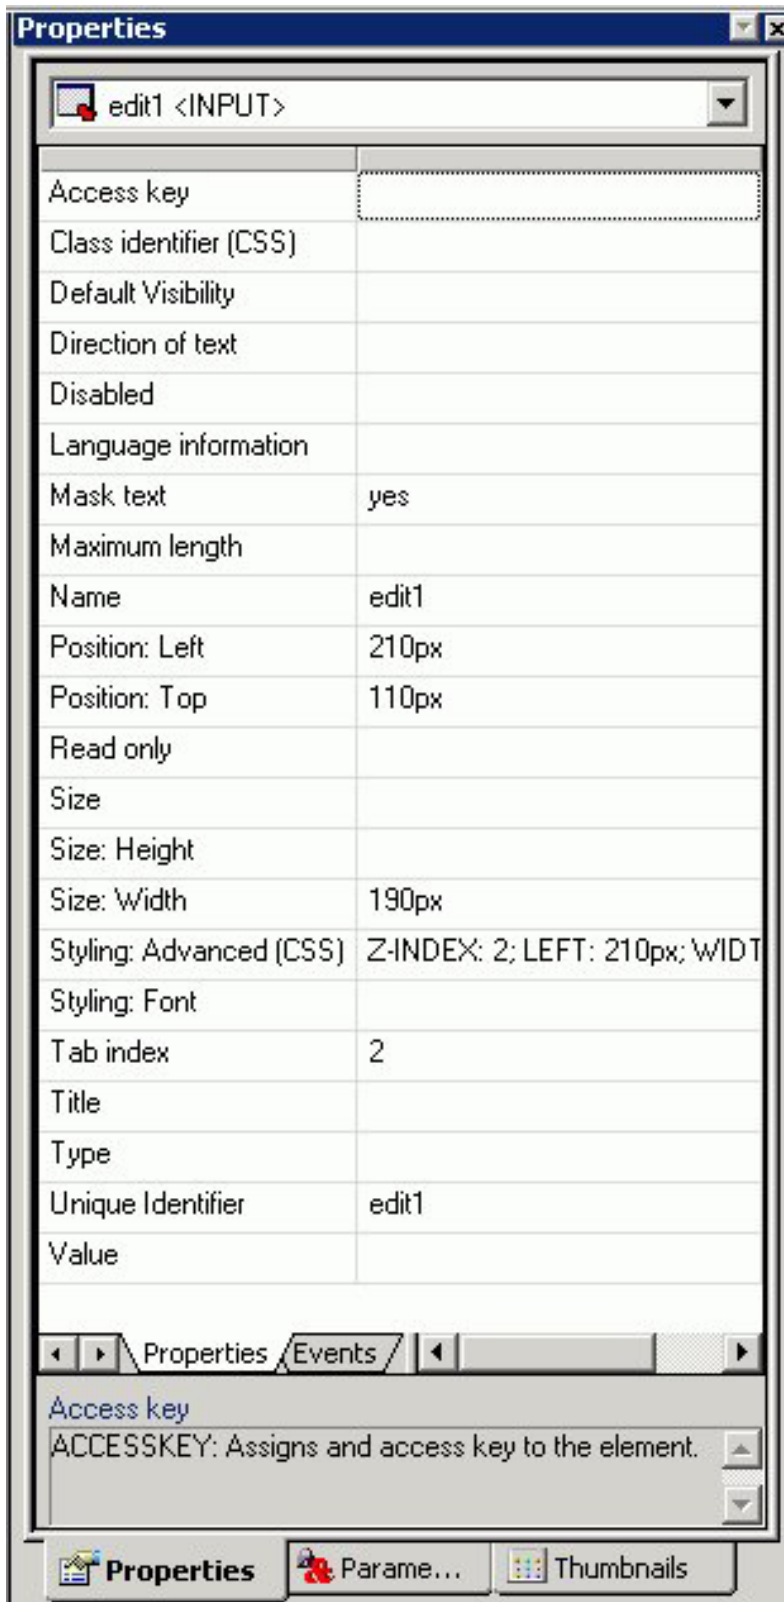 Properties
edit1 <INPUT>
Access key
Class identifier (CSS)
Default Visibility
Direction of text
Disabled
Language information
Mask text yes
Maximum length
Name edit1
Position: Left 210px
Position: Top 110px
Read only
Size
Size: Height
Size: Width 190px
Styling: Advanced (CSS) Z-INDEX: 2; LEFT: 210px; WIDT
Styling: Font
Tab index 2
Title
Type
Unique Identifier edit1
Value
Properties Events
Access key
ACCESSKEY: Assigns and access key to the element.
Properties Parame... Thumbnails